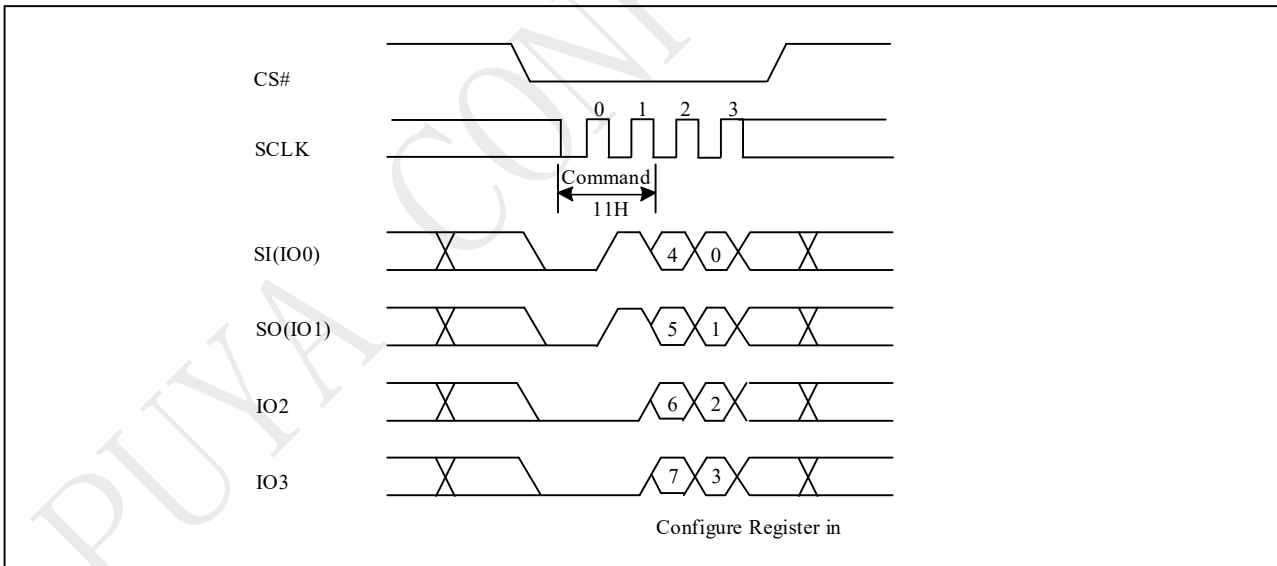 CS#
0 1 2 3
SCLK
Command
11H
SI(IO0)
4 0
SO(IO1)
5 1
IO2
6 2
IO3
7 3
Configure Register in
PUYA CONF